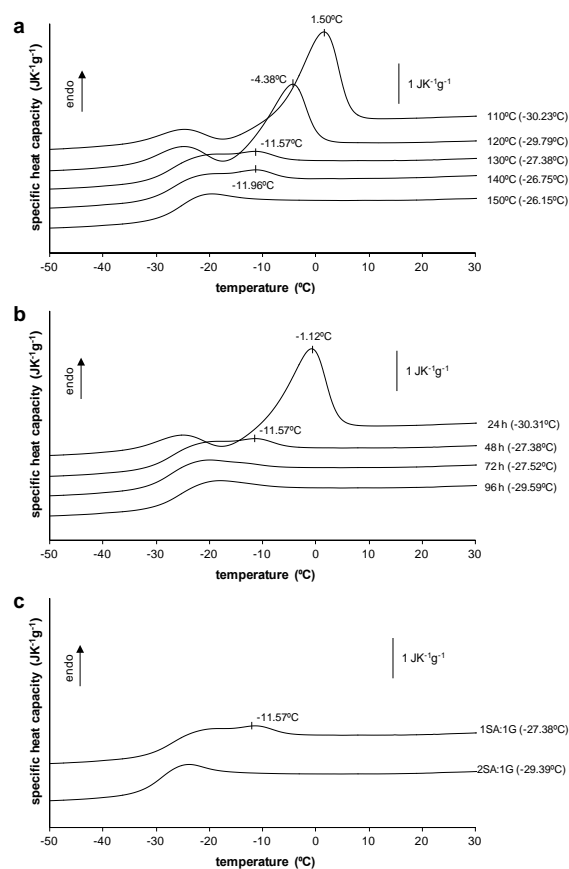 a
1.50ºC
-4.38ºC
1 JK⁻¹g⁻¹
endo
specific heat capacity (JK⁻¹g⁻¹)
110ºC (-30.23ºC)
120ºC (-29.79ºC)
-11.57ºC
130ºC (-27.38ºC)
140ºC (-26.75ºC)
-11.96ºC
150ºC (-26.15ºC)
-50 -40 -30 -20 -10 0 10 20 30
temperature (ºC)
b
-1.12ºC
1 JK⁻¹g⁻¹
endo
specific heat capacity (JK⁻¹g⁻¹)
24 h (-30.31ºC)
-11.57ºC
48 h (-27.38ºC)
72 h (-27.52ºC)
96 h (-29.59ºC)
-50 -40 -30 -20 -10 0 10 20 30
temperature (ºC)
c
1 JK⁻¹g⁻¹
endo
specific heat capacity (JK⁻¹g⁻¹)
-11.57ºC
1SA:1G (-27.38ºC)
2SA:1G (-29.39ºC)
-50 -40 -30 -20 -10 0 10 20 30
temperature (ºC)